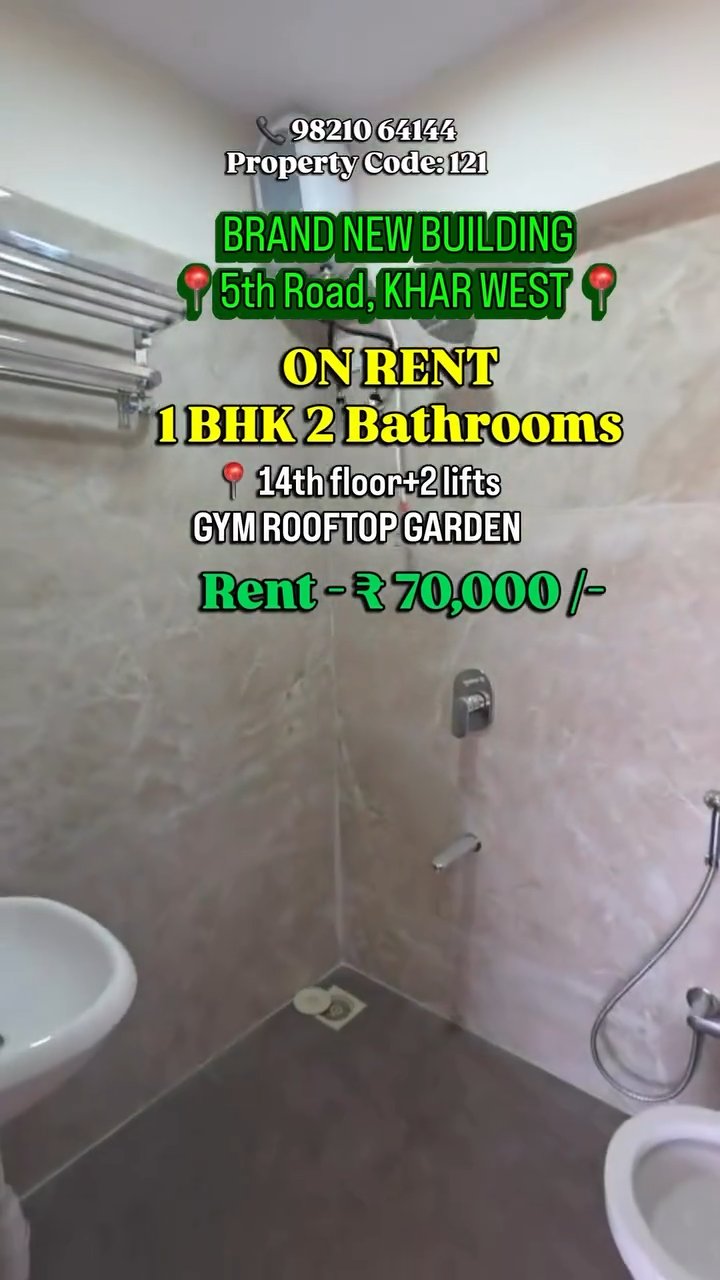 📞 98210 64144
Property Code: 121
BRAND NEW BUILDING
📍5th Road, KHAR WEST📍
ON RENT
1 BHK 2 Bathrooms
📍 14th floor+2 lifts
GYM ROOFTOP GARDEN
Rent - ₹ 70,000 /-